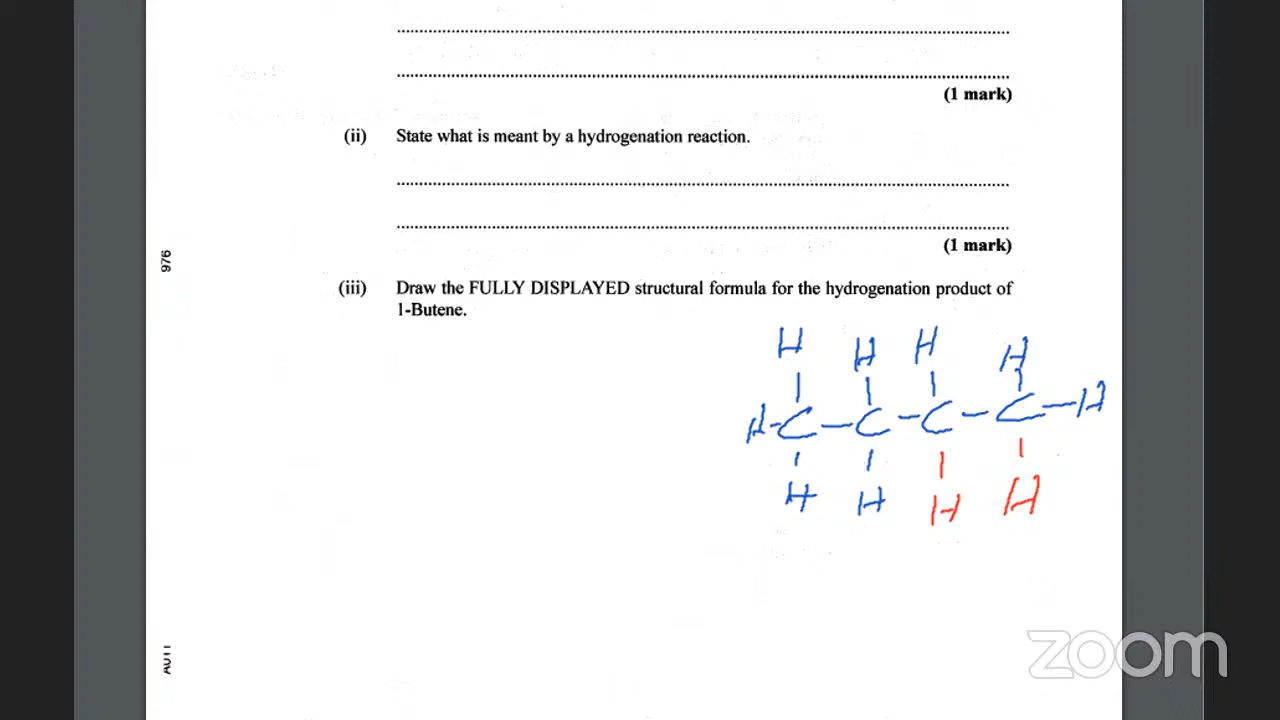 (1 mark)
(ii) State what is meant by a hydrogenation reaction.
(1 mark)
976
(iii) Draw the FULLY DISPLAYED structural formula for the hydrogenation product of
1-Butene.
H H H H
H-C-C-C-C-H
H H H H
zoom